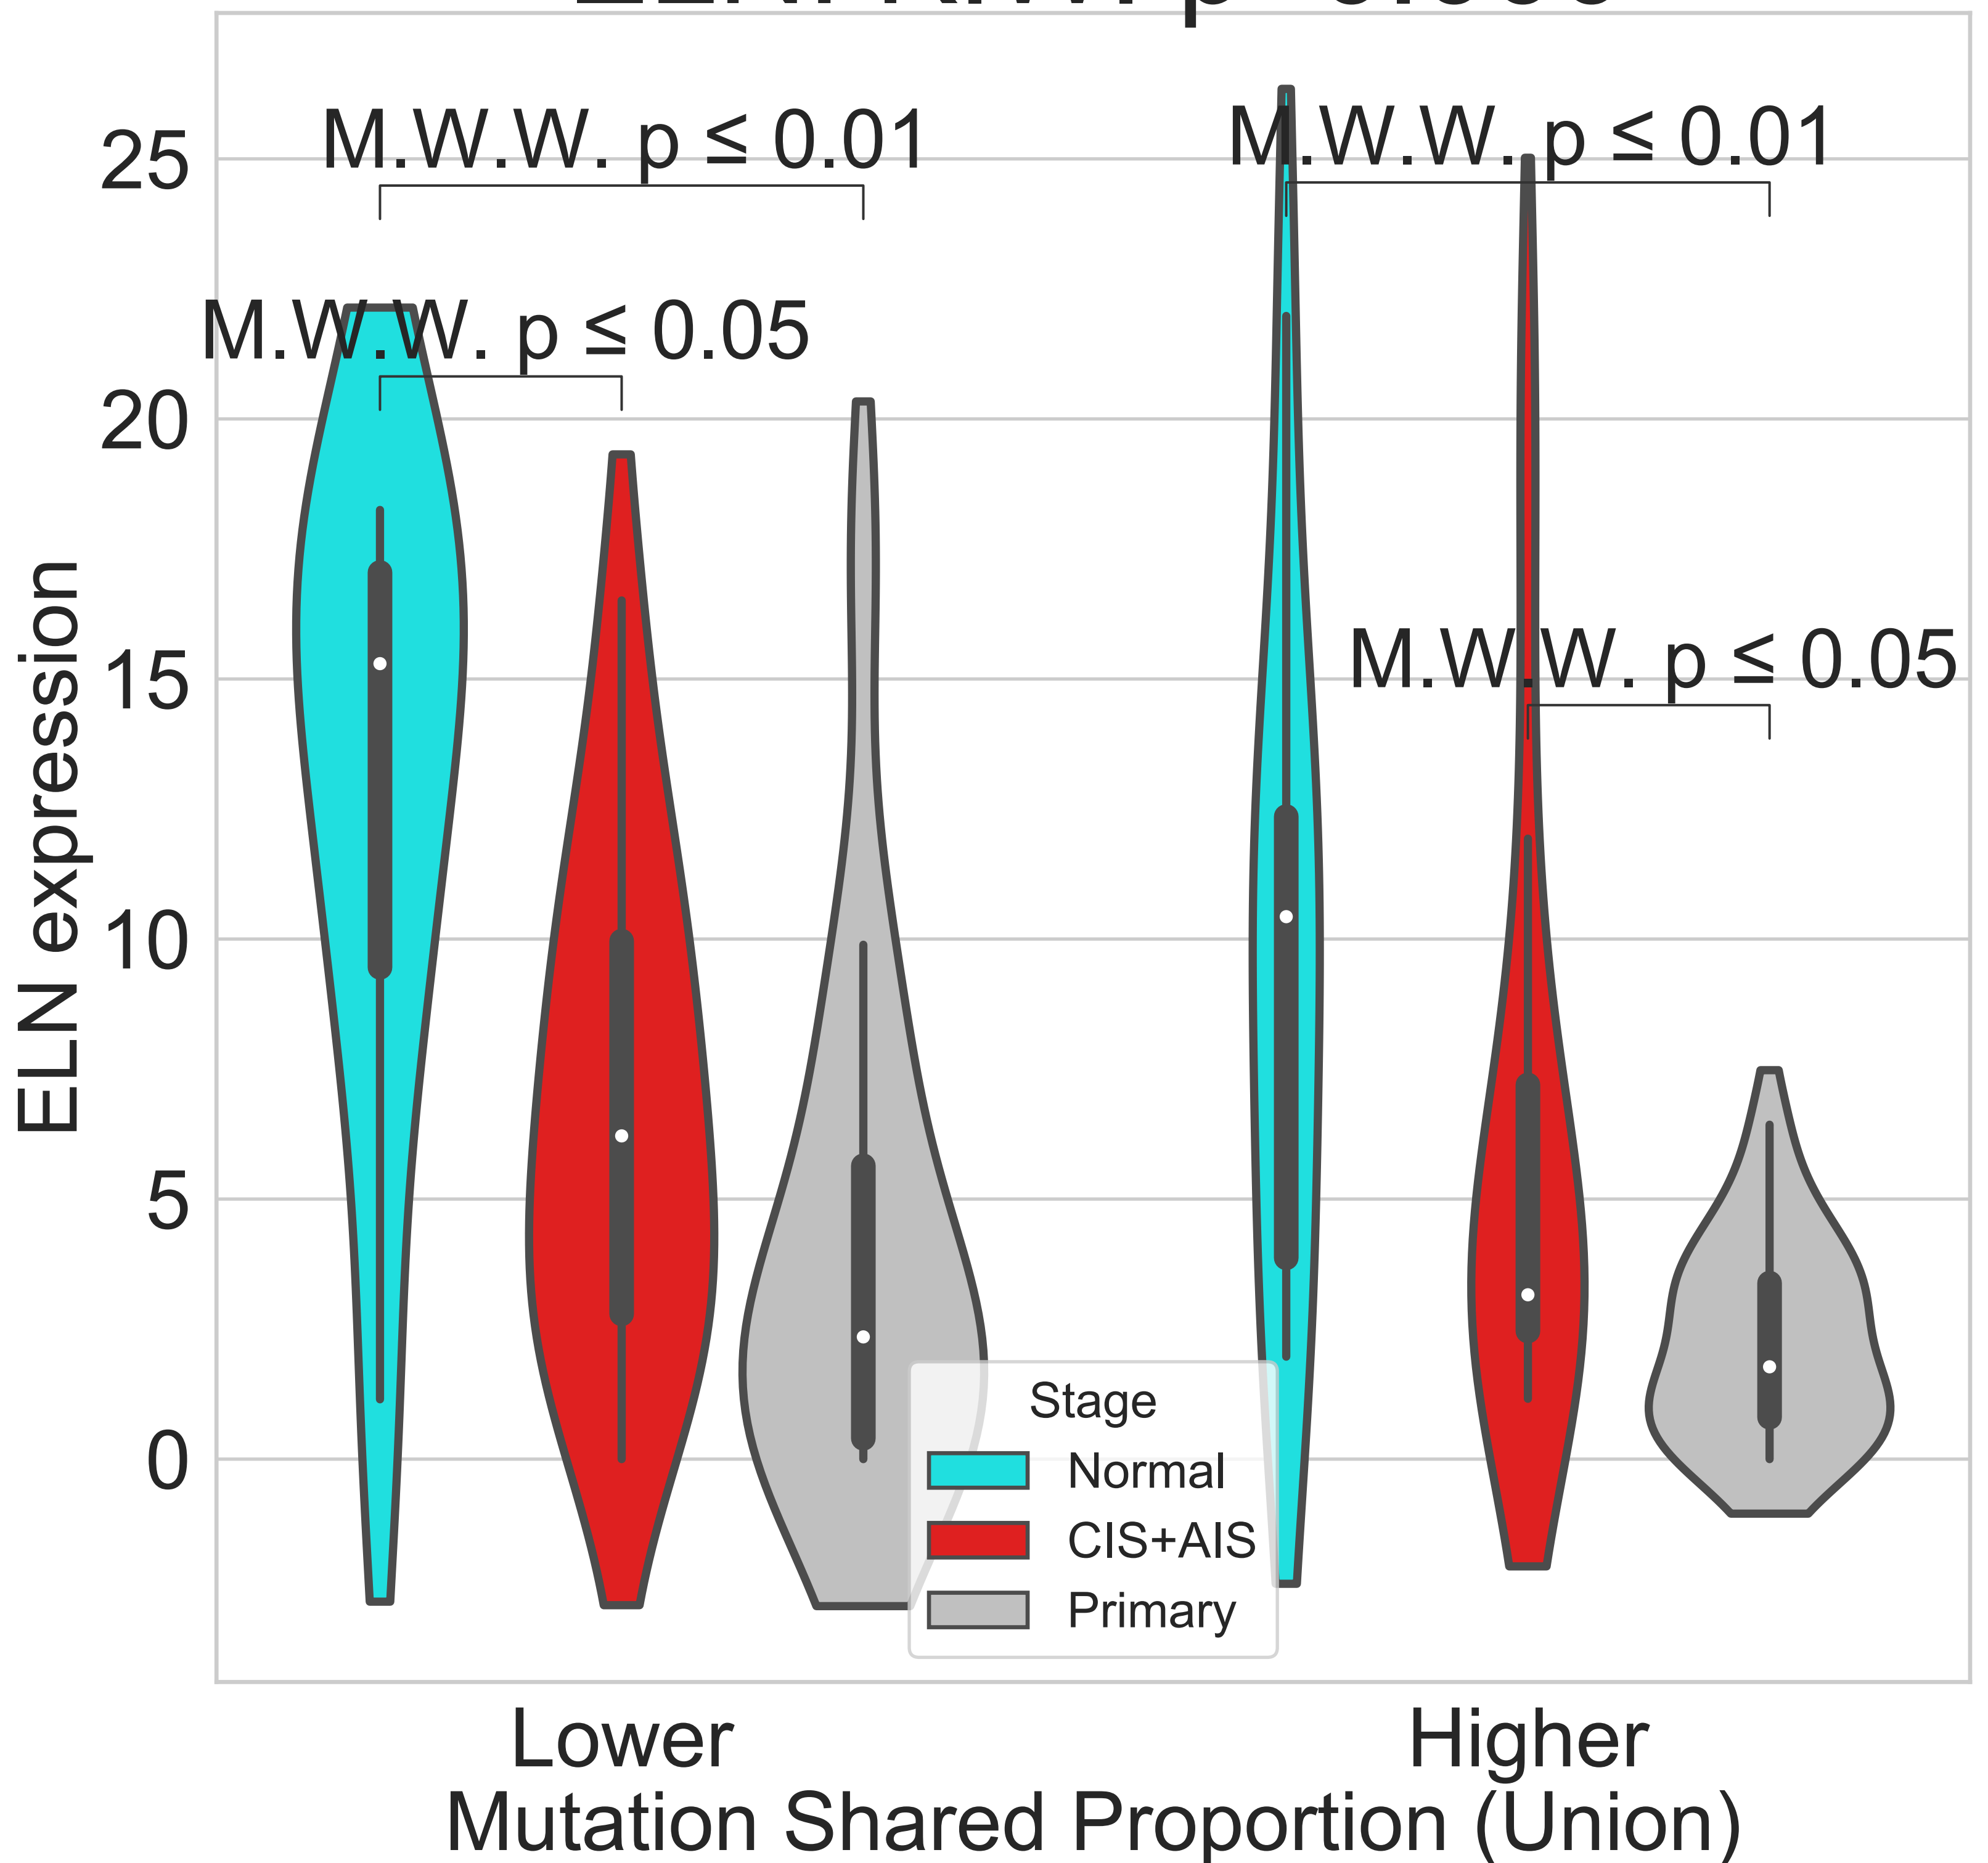 M.W.W. p ≤ 0.01
M.W.W. p ≤ 0.01
M.W.W. p ≤ 0.05
M.W.W. p ≤ 0.05
25
20
15
10
5
0
ELN expression
Stage
Normal
CIS+AIS
Primary
Lower
Higher
Mutation Shared Proportion (Union)